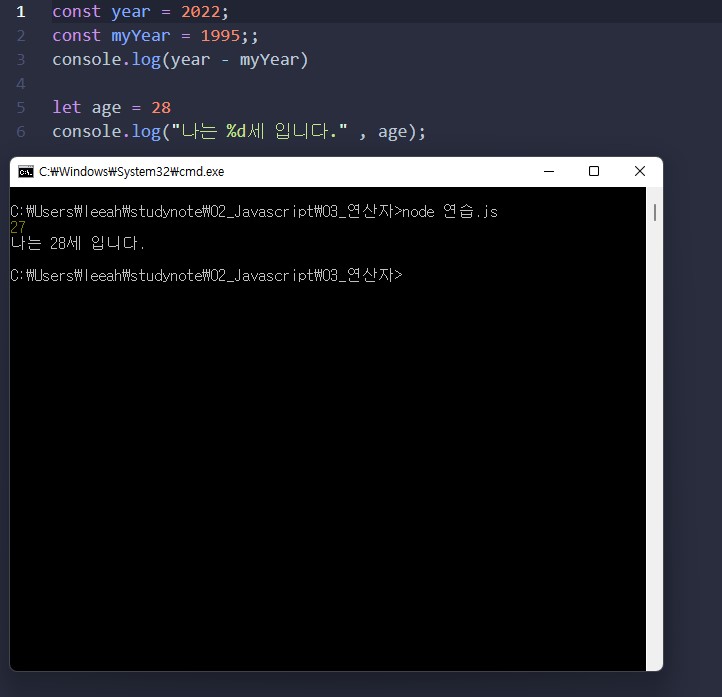 1 const year = 2022;
2 const myYear = 1995;;
3 console.log(year - myYear)
4
5 let age = 28
6 console.log("나는 %d세 입니다." , age);
C:\. C:₩Windows₩System32₩cmd.exe
C:₩Users₩leeah₩studynote₩02_Javascript₩03_연산자>node 연습.js
27
나는 28세 입니다.
C:₩Users₩leeah₩studynote₩02_Javascript₩03_연산자>